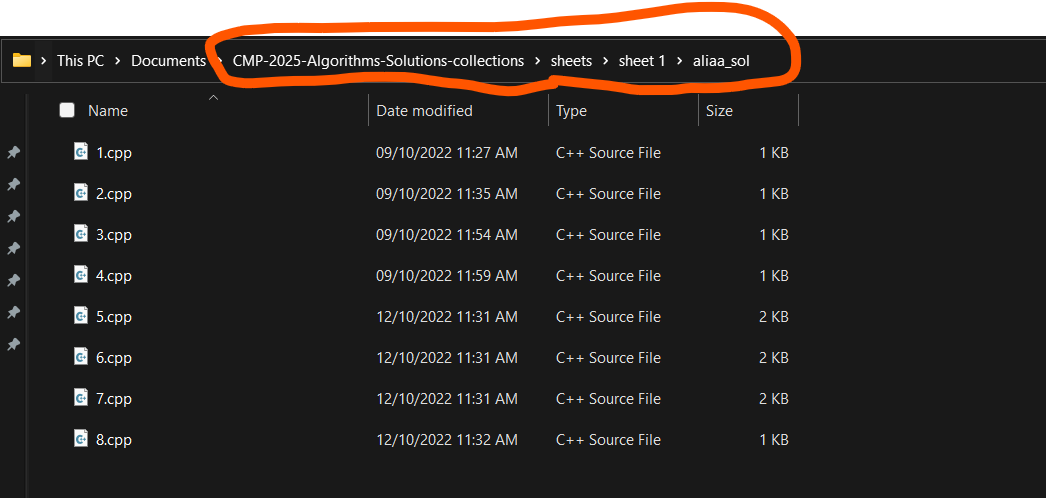 This PC > Documents > CMP-2025-Algorithms-Solutions-collections > sheets > sheet 1 > aliaa_sol
Name Date modified Type Size
1.cpp 09/10/2022 11:27 AM C++ Source File 1 KB
2.cpp 09/10/2022 11:35 AM C++ Source File 1 KB
3.cpp 09/10/2022 11:54 AM C++ Source File 1 KB
4.cpp 09/10/2022 11:59 AM C++ Source File 1 KB
5.cpp 12/10/2022 11:31 AM C++ Source File 2 KB
6.cpp 12/10/2022 11:31 AM C++ Source File 2 KB
7.cpp 12/10/2022 11:31 AM C++ Source File 2 KB
8.cpp 12/10/2022 11:32 AM C++ Source File 1 KB